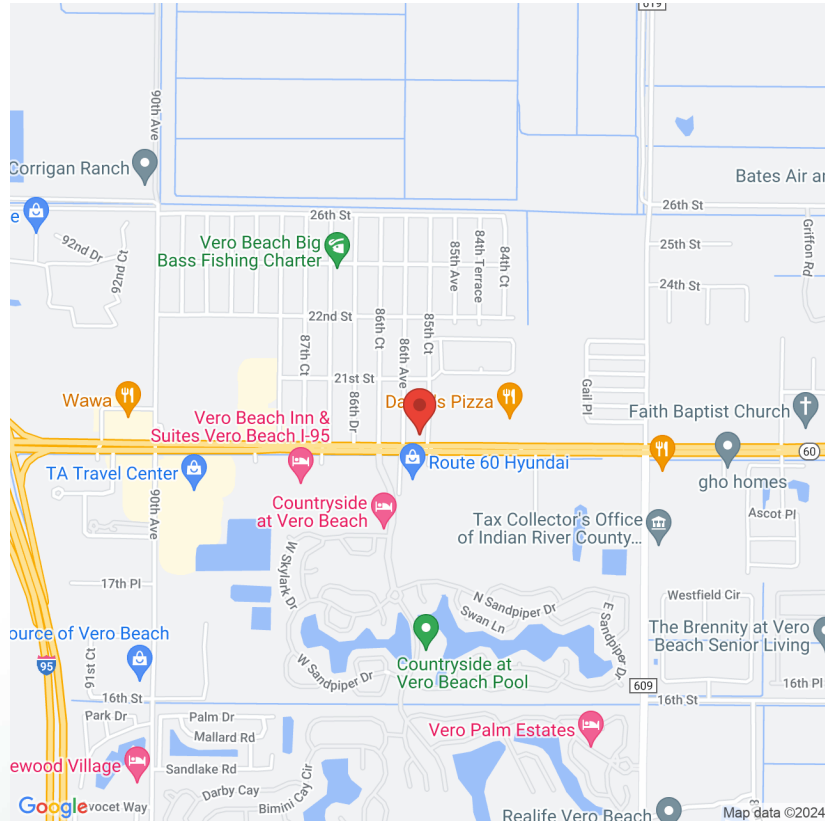 619
90th Ave
Corrigan Ranch
Bates Air an
26th St
e
26th St
92nd Dr
92nd Ct
Vero Beach Big
Bass Fishing Charter
85th Ave
84th Terrace
84th Ct
25th St
Griffon Rd
24th St
22nd St
86th Ct
86th Ave
85th Ct
87th Ct
21st St
86th Dr
Gail Pl
Wawa
Vero Beach Inn &
Suites Vero Beach I-95
Pizza
Faith Baptist Church
60
TA Travel Center
Route 60 Hyundai
gho homes
90th Ave
Countryside
at Vero Beach
Tax Collector's Office
of Indian River County...
Ascot Pl
W Skylark Dr
17th Pl
N Sandpiper Dr
Swan Ln
E Sandpiper Dr
Westfield Cir
The Brennity at Vero
Beach Senior Living
ource of Vero Beach
95
91st Ct
Countryside at
Vero Beach Pool
W Sandpiper Dr
609
16th St
16th St
16th Pl
Park Dr
Palm Dr
Mallard Rd
Vero Palm Estates
ewood Village
Sandlake Rd
Darby Cay
Bimini Cay Cir
Google
vocet Way
Realife Vero Beach
Map data ©2024